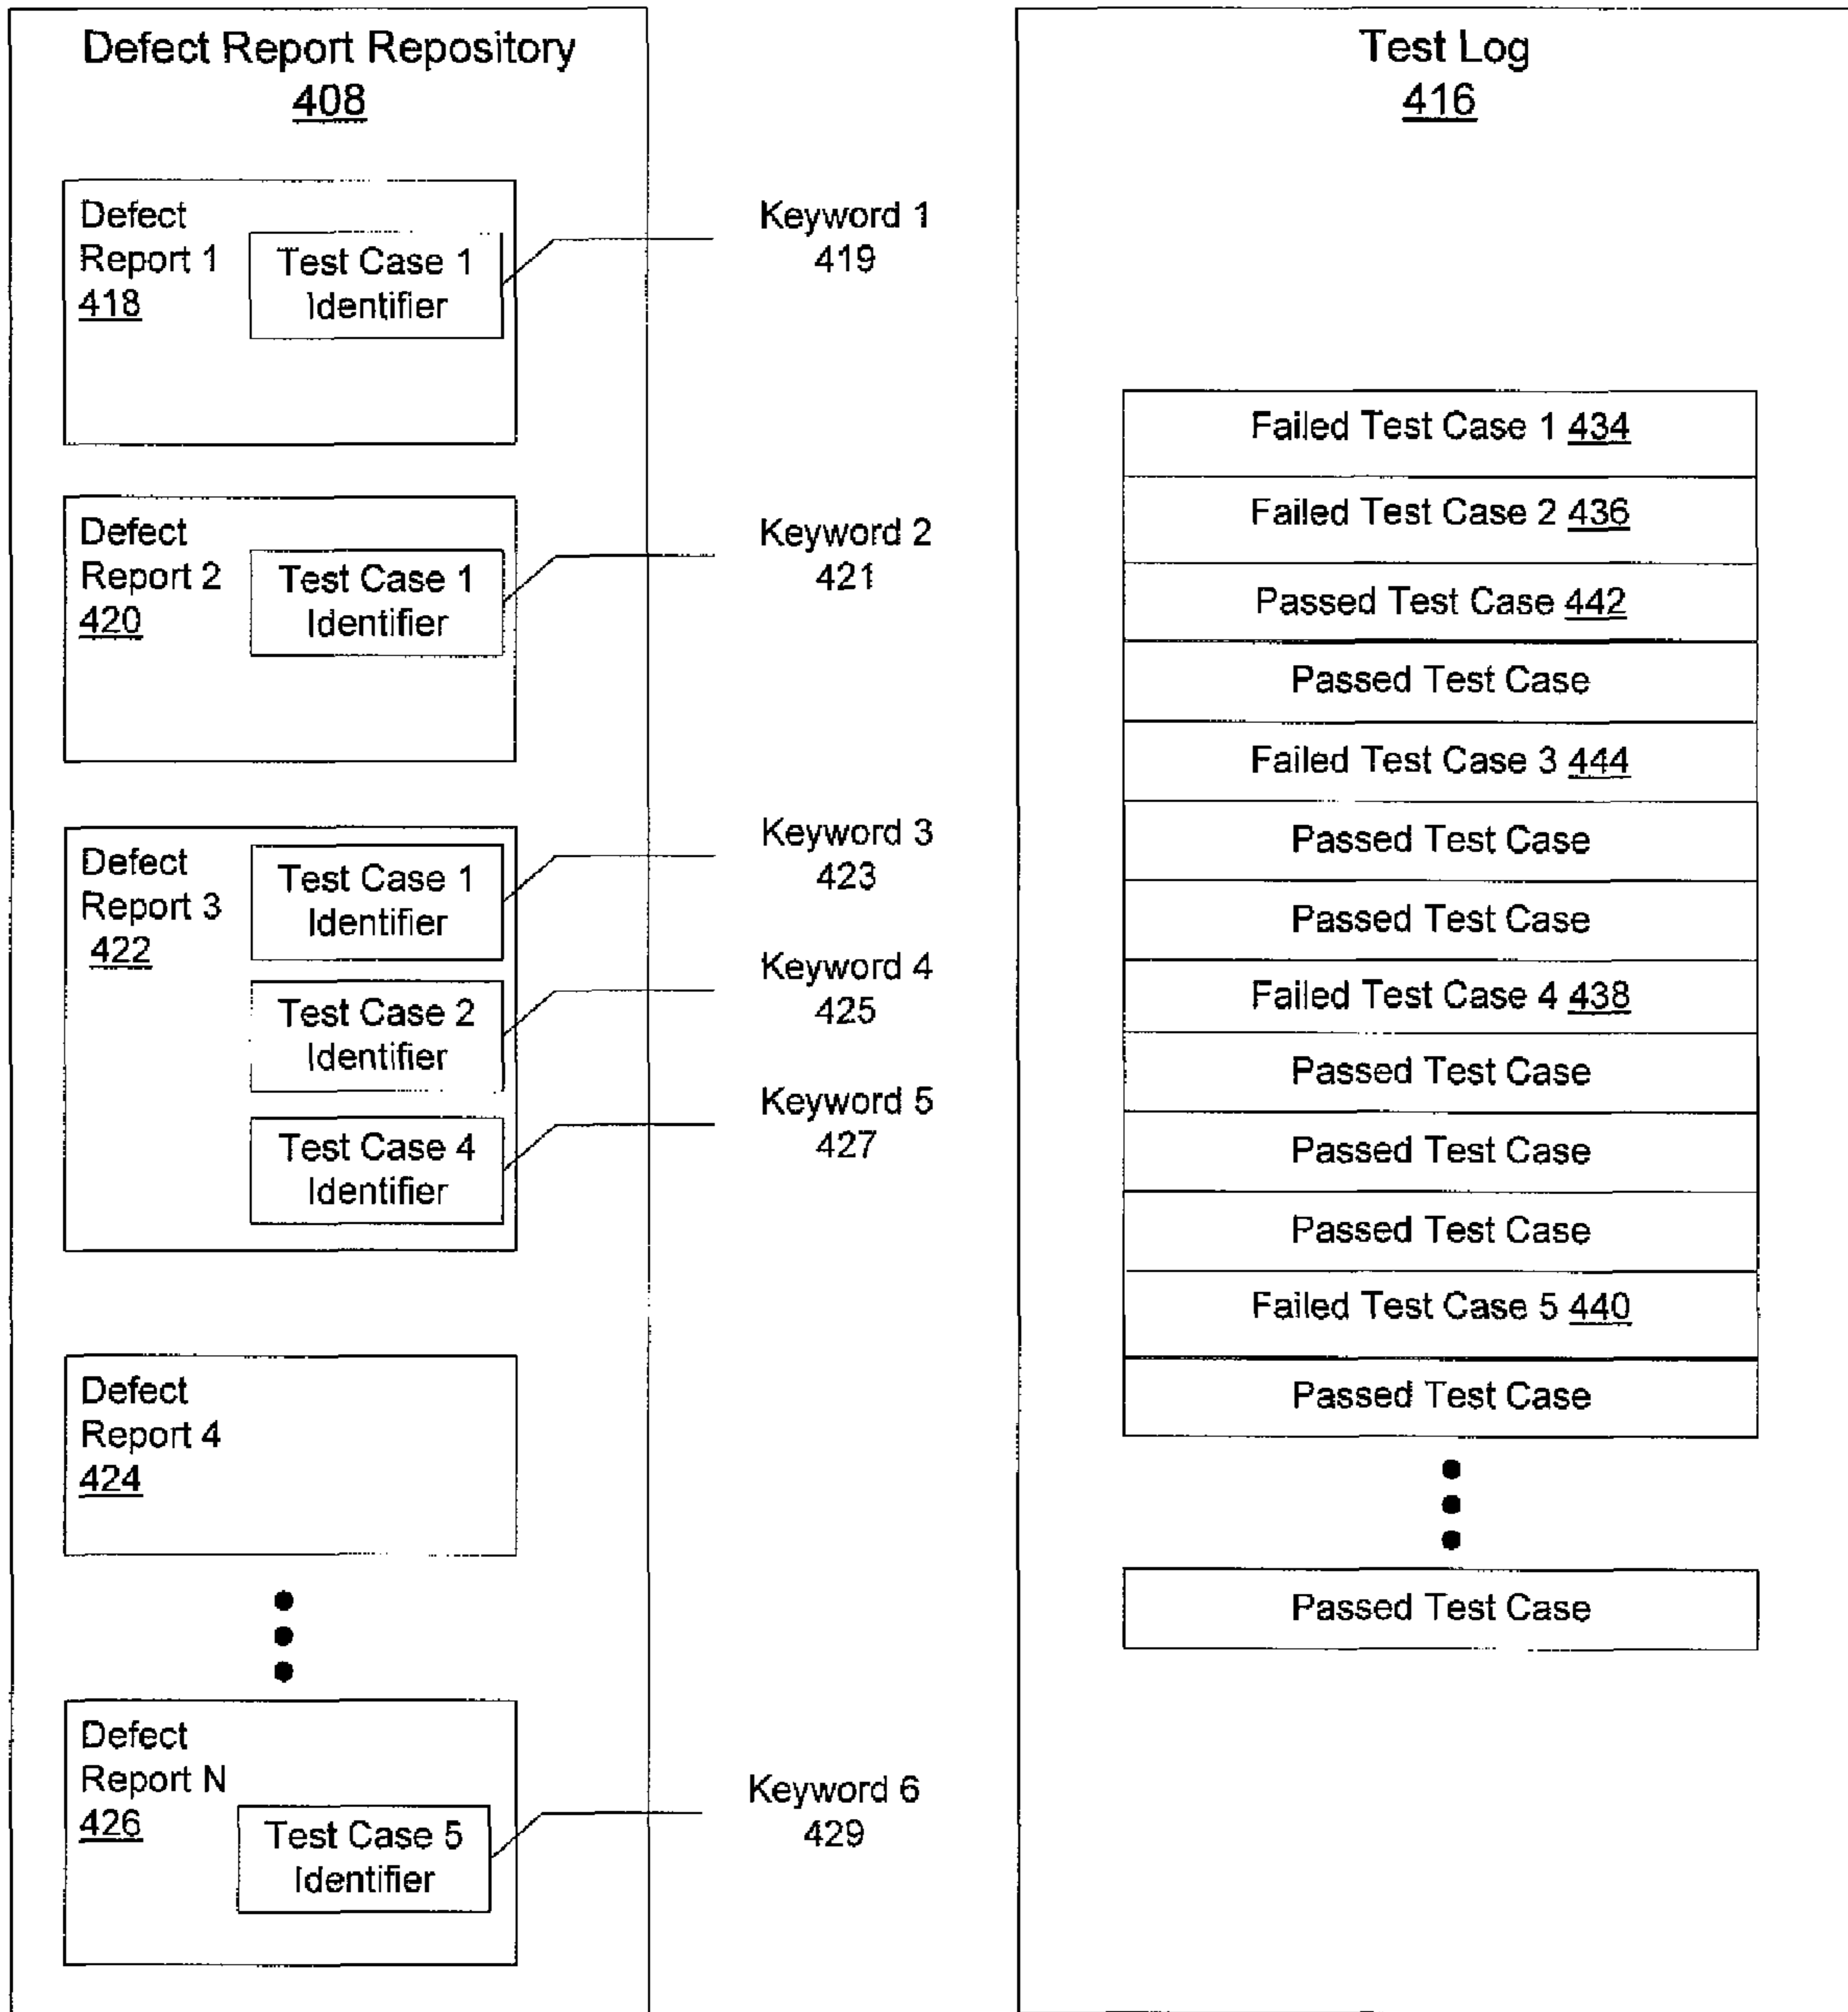 Defect Report Repository
408
Defect
Report 1
418
Test Case 1
Identifier
Keyword 1
419
Defect
Report 2
420
Test Case 1
Identifier
Keyword 2
421
Defect
Report 3
422
Test Case 1
Identifier
Keyword 3
423
Test Case 2
Identifier
Keyword 4
425
Test Case 4
Identifier
Keyword 5
427
Defect
Report 4
424
Defect
Report N
426
Test Case 5
Identifier
Keyword 6
429
Test Log
416
Failed Test Case 1 434
Failed Test Case 2 436
Passed Test Case 442
Passed Test Case
Failed Test Case 3 444
Passed Test Case
Passed Test Case
Failed Test Case 4 438
Passed Test Case
Passed Test Case
Passed Test Case
Failed Test Case 5 440
Passed Test Case
Passed Test Case